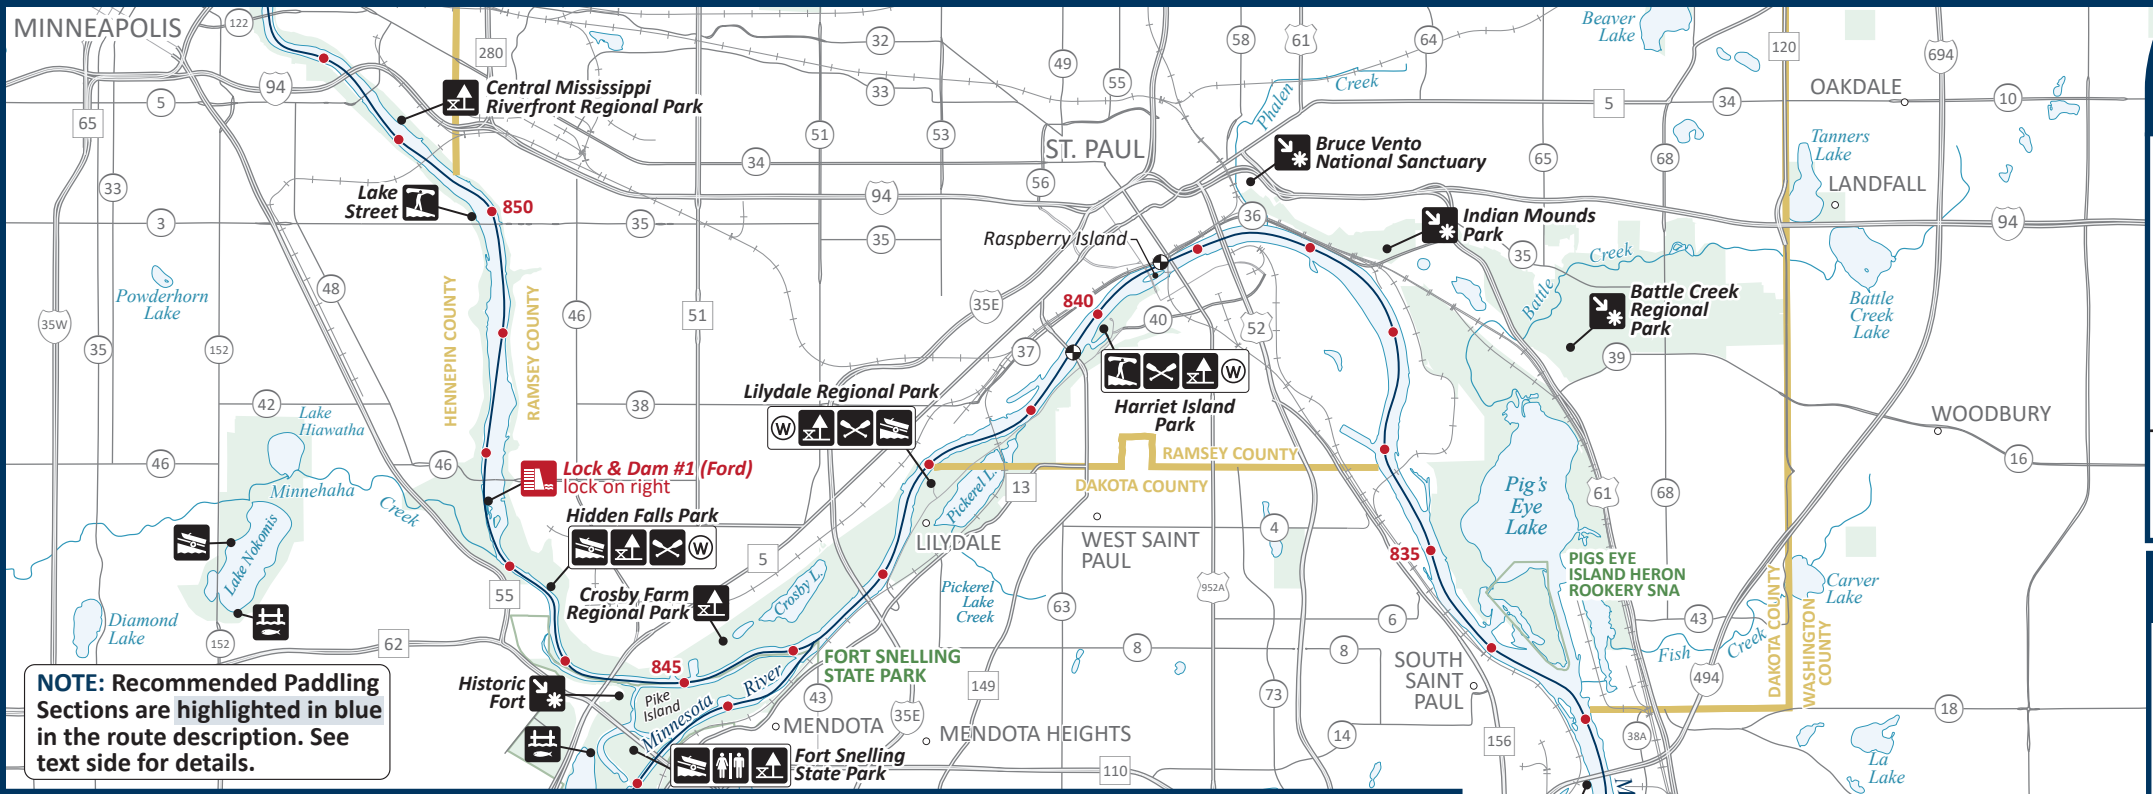 MINNEAPOLIS
122
280
32
49
55
58
61
64
Beaver
Lake
120
694
94
5
65
Central Mississippi
Riverfront Regional Park
33
51
53
Phalen
Creek
5
34
OAKDALE
10
ST. PAUL
Bruce Vento
National Sanctuary
Tanners
Lake
34
56
65
68
LANDFALL
33
Lake
Street
850
94
3
35
35
Raspberry Island
36
Indian Mounds
Park
35
Creek
94
Powderhorn
Lake
48
HENNEPIN COUNTY
RAMSEY COUNTY
46
51
35E
840
40
52
Battle
Battle Creek
Regional
Park
Battle
Creek
Lake
35W
35
152
37
39
Lilydale Regional Park
W
W
Harriet Island
Park
42
Lake
Hiawatha
38
WOODBURY
46
46
Minnehaha
Creek
Lock & Dam #1 (Ford)
lock on right
RAMSEY COUNTY
DAKOTA COUNTY
16
Pickerel L.
13
Pig's
Eye
Lake
61
68
Hidden Falls Park
W
Lake Nokomis
LILYDALE
WEST SAINT
PAUL
4
835
5
Crosby L.
Crosby Farm
Regional Park
Pickerel
Lake
Creek
952A
PIGS EYE
ISLAND HERON
ROOKERY SNA
DAKOTA COUNTY
WASHINGTON
COUNTY
Carver
Lake
55
Diamond
Lake
152
62
63
6
43
8
8
Fish
Creek
845
FORT SNELLING
STATE PARK
SOUTH
SAINT
PAUL
494
Historic
Fort
Pike
Island
Minnesota
River
43
35E
149
73
MENDOTA
MENDOTA HEIGHTS
14
156
38A
18
NOTE: Recommended Paddling
Sections are highlighted in blue
in the route description. See
text side for details.
Fort Snelling
State Park
110
La
Lake
M